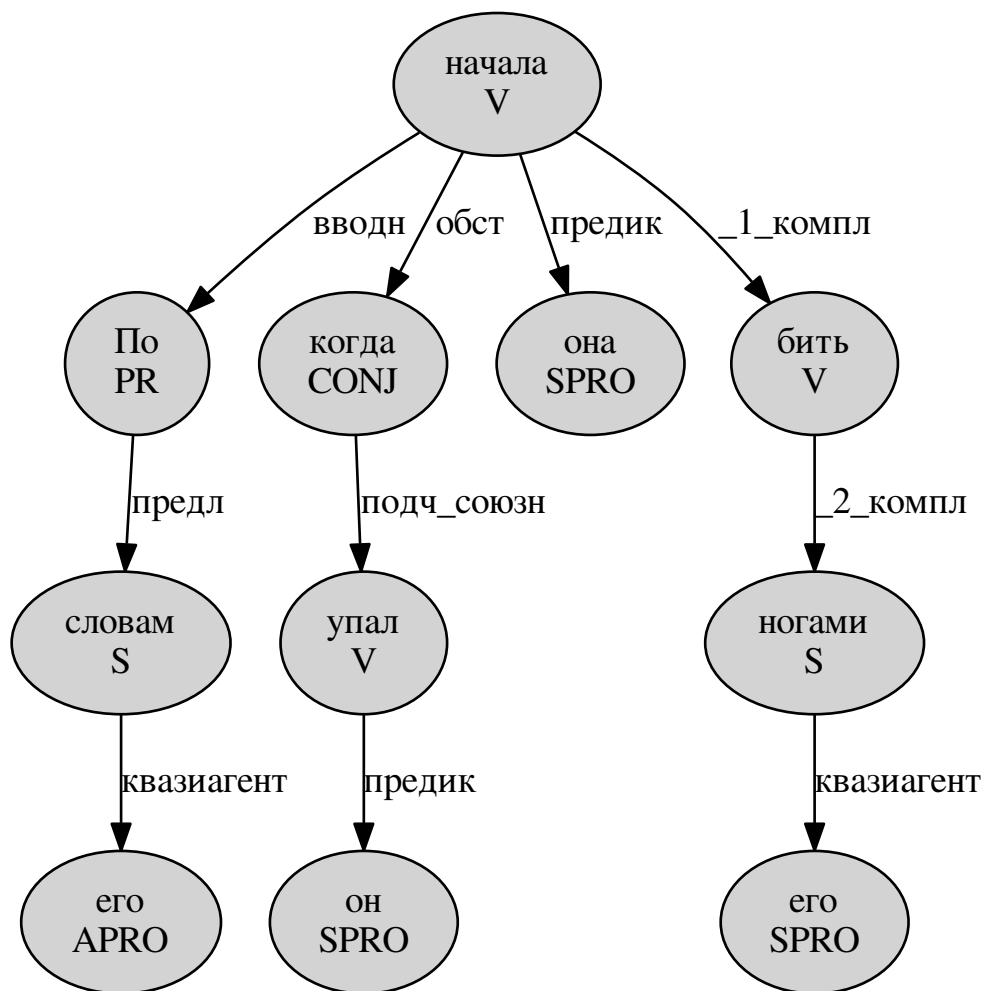 начала
V
вводн обст предик _1_компл
По
PR
когда
CONJ
она
SPRO
бить
V
предл подч_союзн _2_компл
словам
S
упал
V
ногами
S
квазиагент предик квазиагент
его
APRO
он
SPRO
его
SPRO